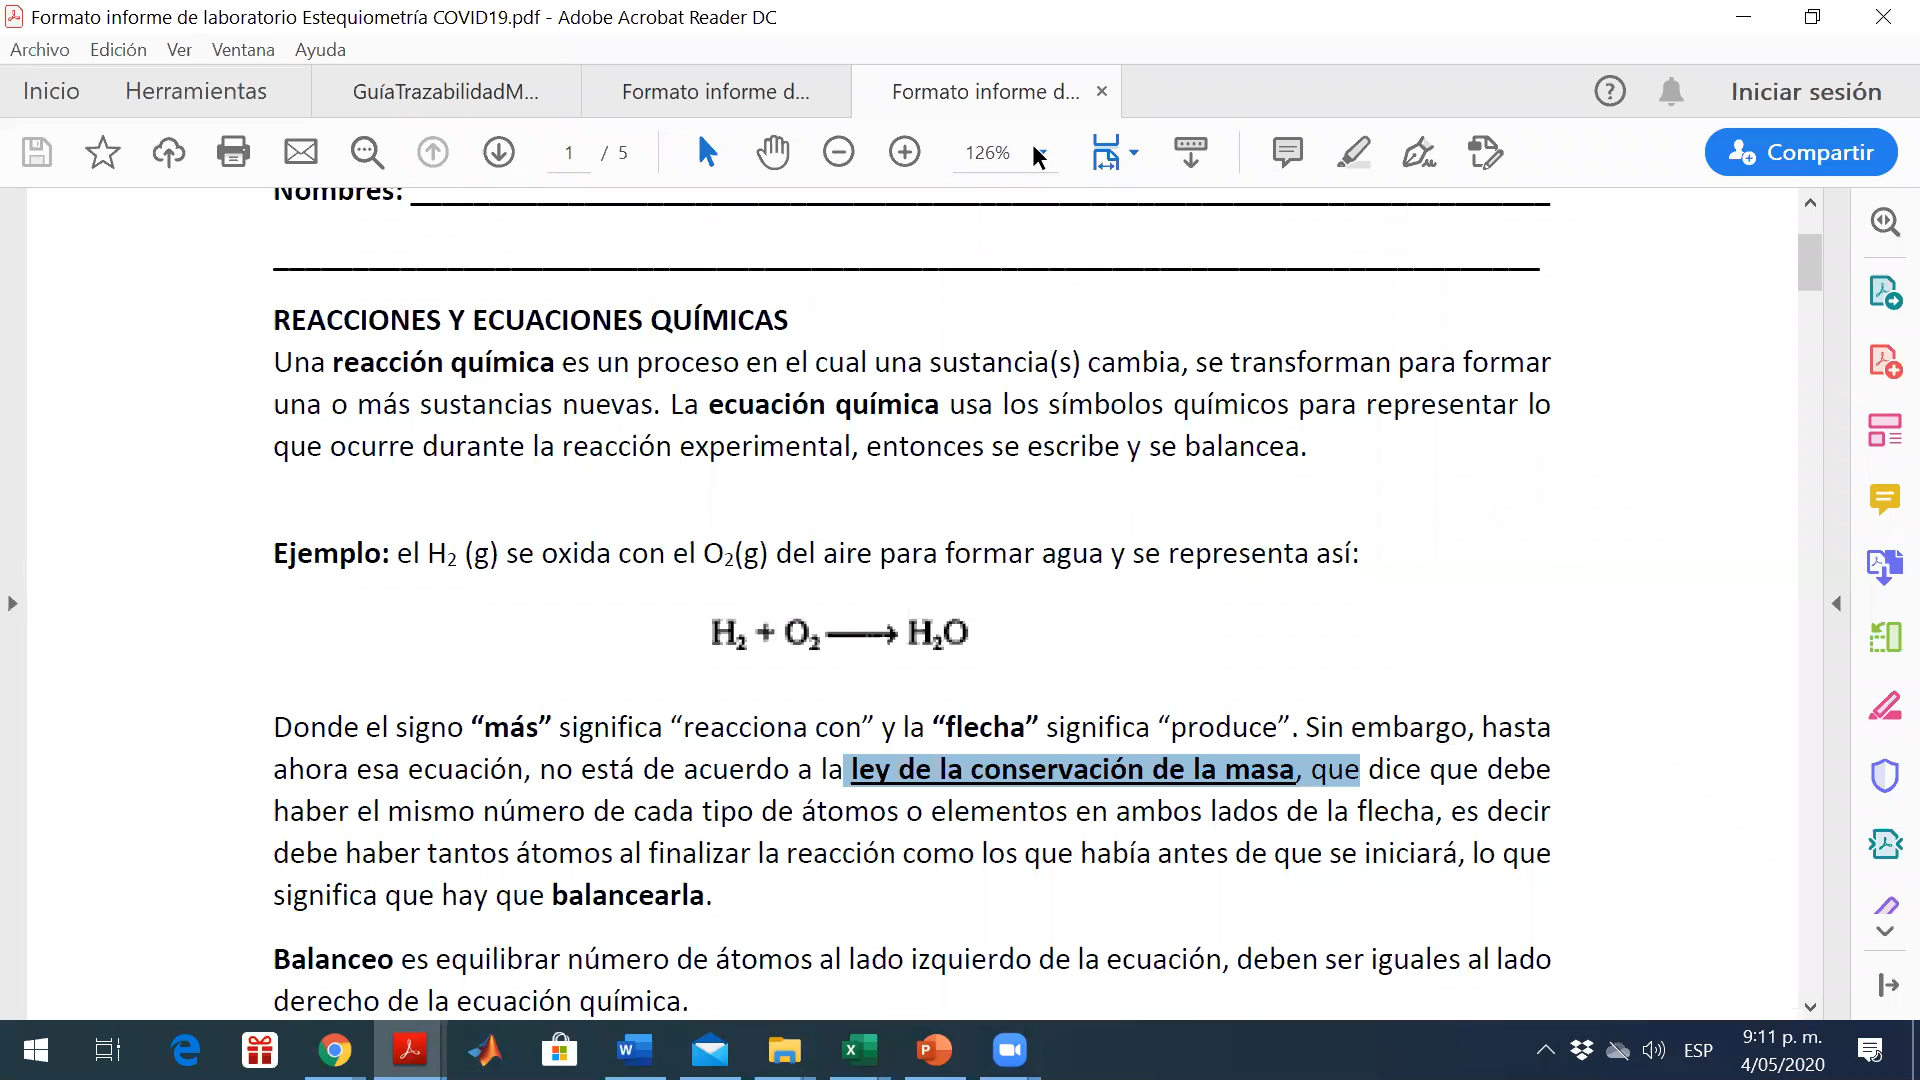 Formato informe de laboratorio Estequiometría COVID19.pdf - Adobe Acrobat Reader DC
Archivo Edición Ver Ventana Ayuda
Inicio Herramientas GuíaTrazabilidadM... Formato informe d... Formato informe d... Iniciar sesión
1 / 5 126% Compartir
Nombres:
REACCIONES Y ECUACIONES QUÍMICAS
Una reacción química es un proceso en el cual una sustancia(s) cambia, se transforman para formar
una o más sustancias nuevas. La ecuación química usa los símbolos químicos para representar lo
que ocurre durante la reacción experimental, entonces se escribe y se balancea.
Ejemplo: el H₂ (g) se oxida con el O₂(g) del aire para formar agua y se representa así:
H₂ + O₂ ⟶ H₂O
Donde el signo “más” significa “reacciona con” y la “flecha” significa “produce”. Sin embargo, hasta
ahora esa ecuación, no está de acuerdo a la ley de la conservación de la masa, que dice que debe
haber el mismo número de cada tipo de átomos o elementos en ambos lados de la flecha, es decir
debe haber tantos átomos al finalizar la reacción como los que había antes de que se iniciará, lo que
significa que hay que balancearla.
Balanceo es equilibrar número de átomos al lado izquierdo de la ecuación, deben ser iguales al lado
derecho de la ecuación química.
ESP
9:11 p. m.
4/05/2020